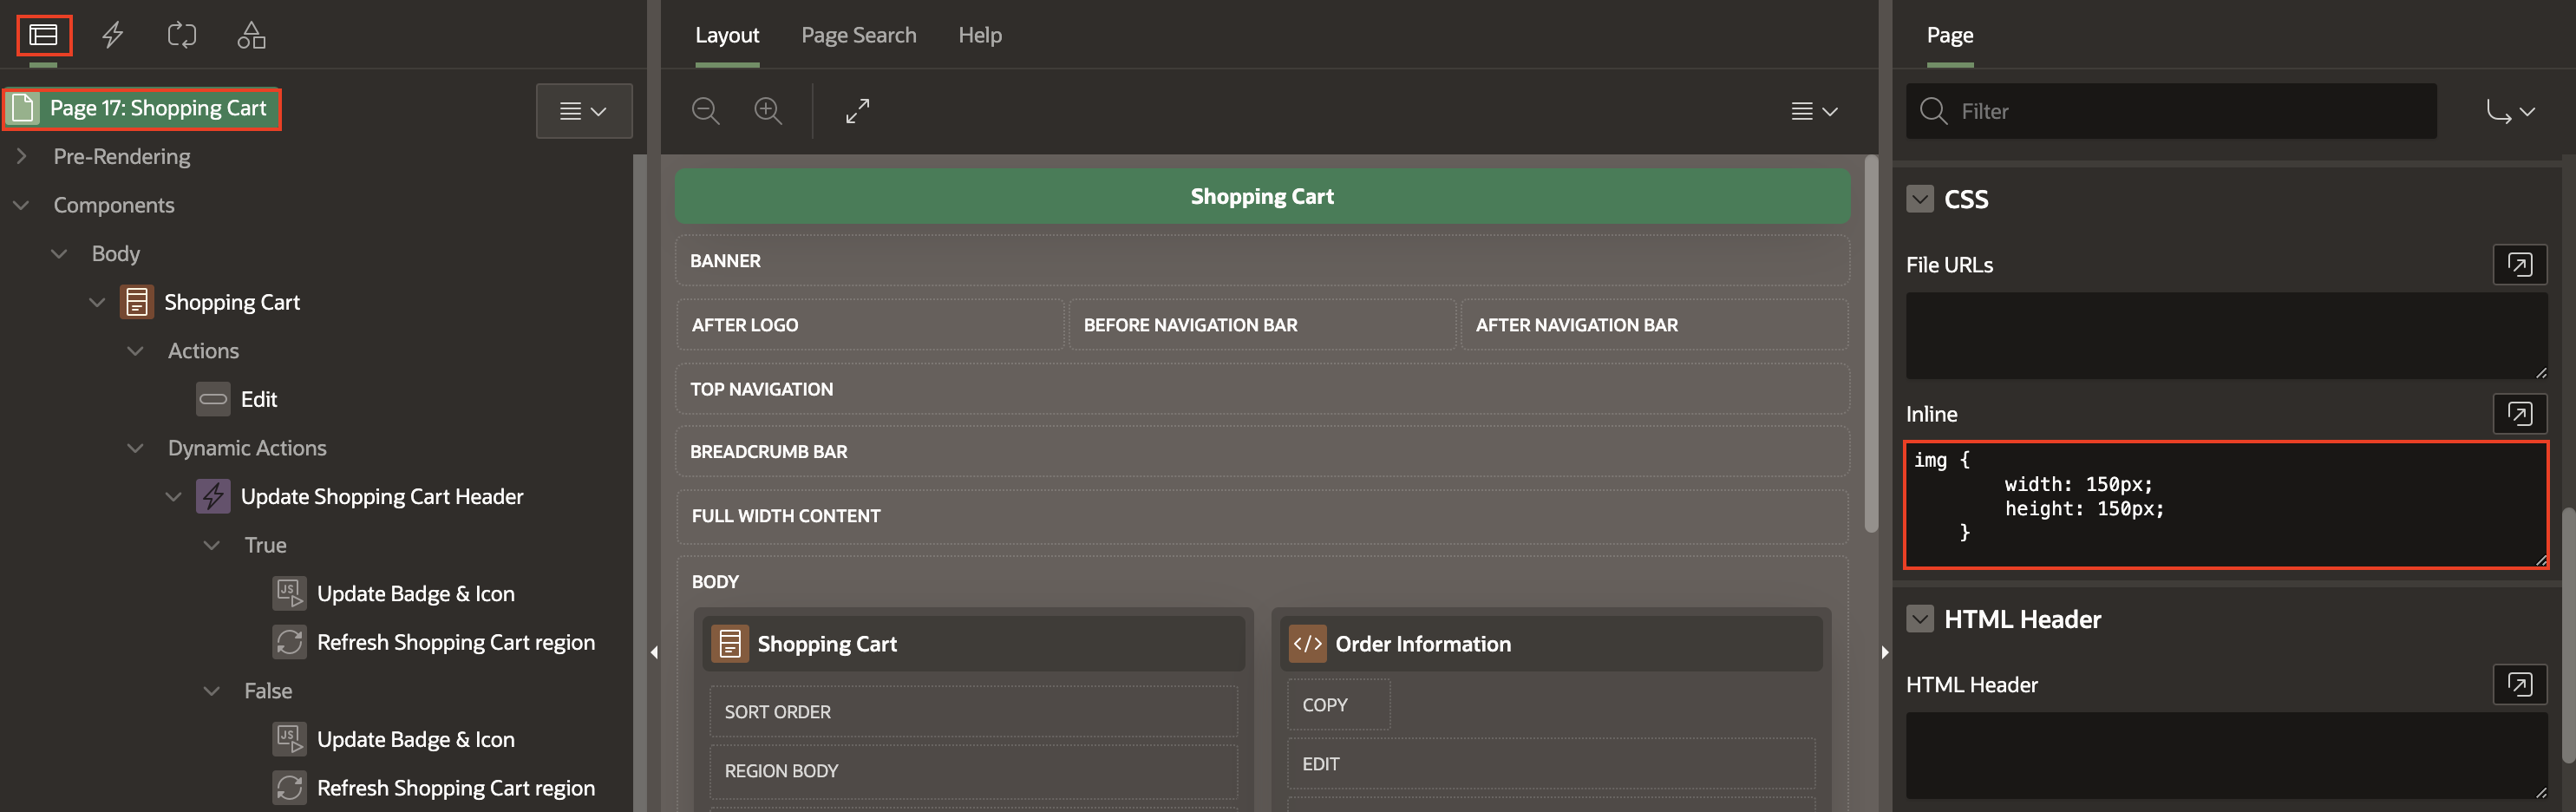 Page 17: Shopping Cart
Pre-Rendering
Components
Body
Shopping Cart
Actions
Edit
Dynamic Actions
Update Shopping Cart Header
True
JS
Update Badge & Icon
Refresh Shopping Cart region
False
JS
Update Badge & Icon
Refresh Shopping Cart region
Layout Page Search Help
Shopping Cart
BANNER
AFTER LOGO BEFORE NAVIGATION BAR AFTER NAVIGATION BAR
TOP NAVIGATION
BREADCRUMB BAR
FULL WIDTH CONTENT
BODY
Shopping Cart
SORT ORDER
REGION BODY
</> Order Information
COPY
EDIT
Page
Filter
CSS
File URLs
Inline
img {
width: 150px;
height: 150px;
}
HTML Header
HTML Header